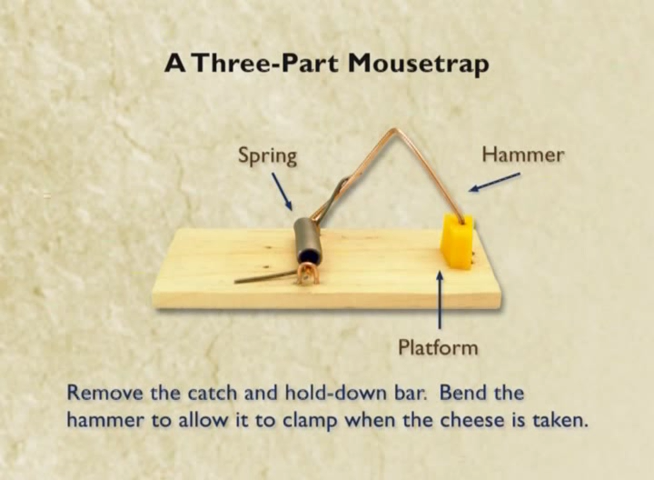 A Three-Part Mousetrap
Spring
Hammer
Platform
Remove the catch and hold-down bar. Bend the
hammer to allow it to clamp when the cheese is taken.